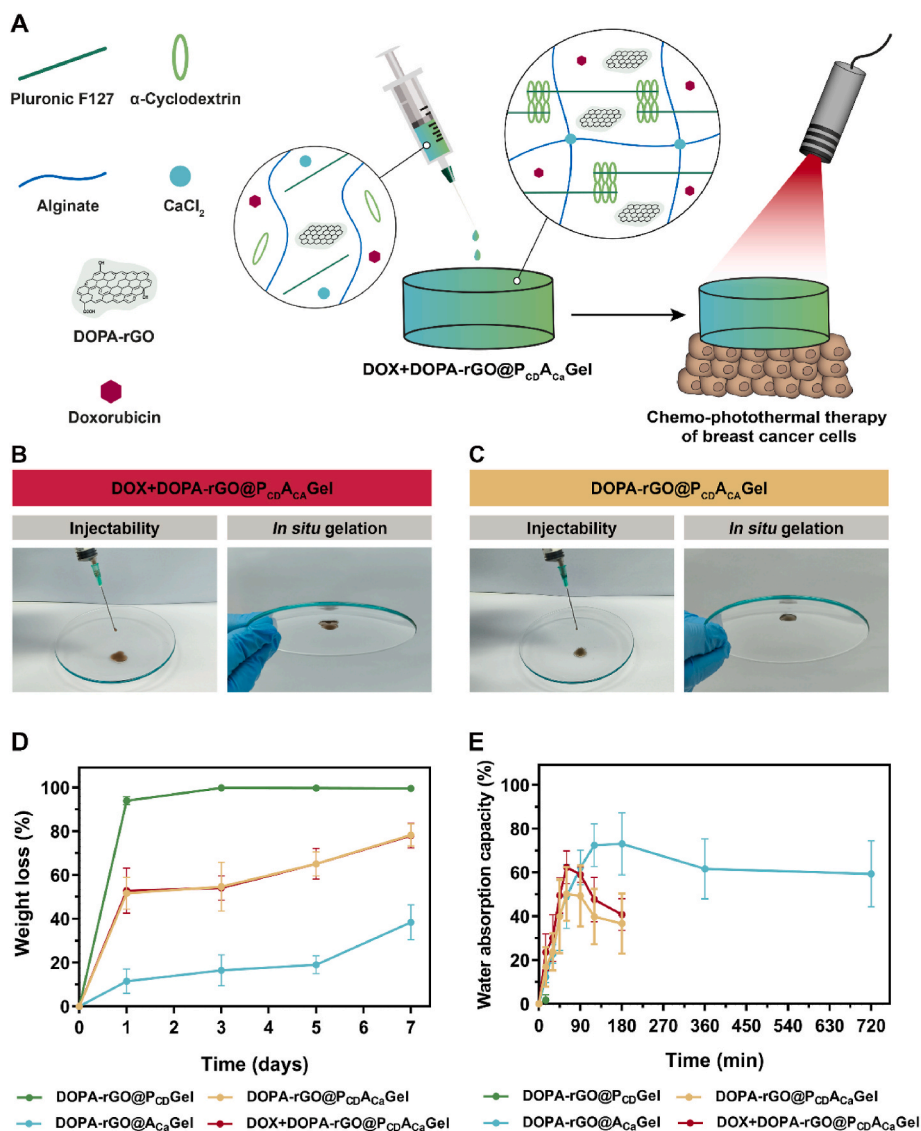 A
Pluronic F127
α-Cyclodextrin
Alginate
CaCl2
OH
OH
COOH
DOPA-rGO
Doxorubicin
DOX+DOPA-rGO@PCDACaGel
Chemo-photothermal therapy
of breast cancer cells
B
DOX+DOPA-rGO@PCDACAGel
Injectability
In situ gelation
C
DOPA-rGO@PCDACAGel
Injectability
In situ gelation
D
Weight loss (%)
100
80
60
40
20
0
0 1 2 3 4 5 6 7
Time (days)
DOPA-rGO@PCDGel
DOPA-rGO@PCDACaGel
DOPA-rGO@ACaGel
DOX+DOPA-rGO@PCDACaGel
E
Water absorption capacity (%)
100
80
60
40
20
0
0 90 180 270 360 450 540 630 720
Time (min)
DOPA-rGO@PCDGel
DOPA-rGO@PCDACaGel
DOPA-rGO@ACaGel
DOX+DOPA-rGO@PCDACaGel